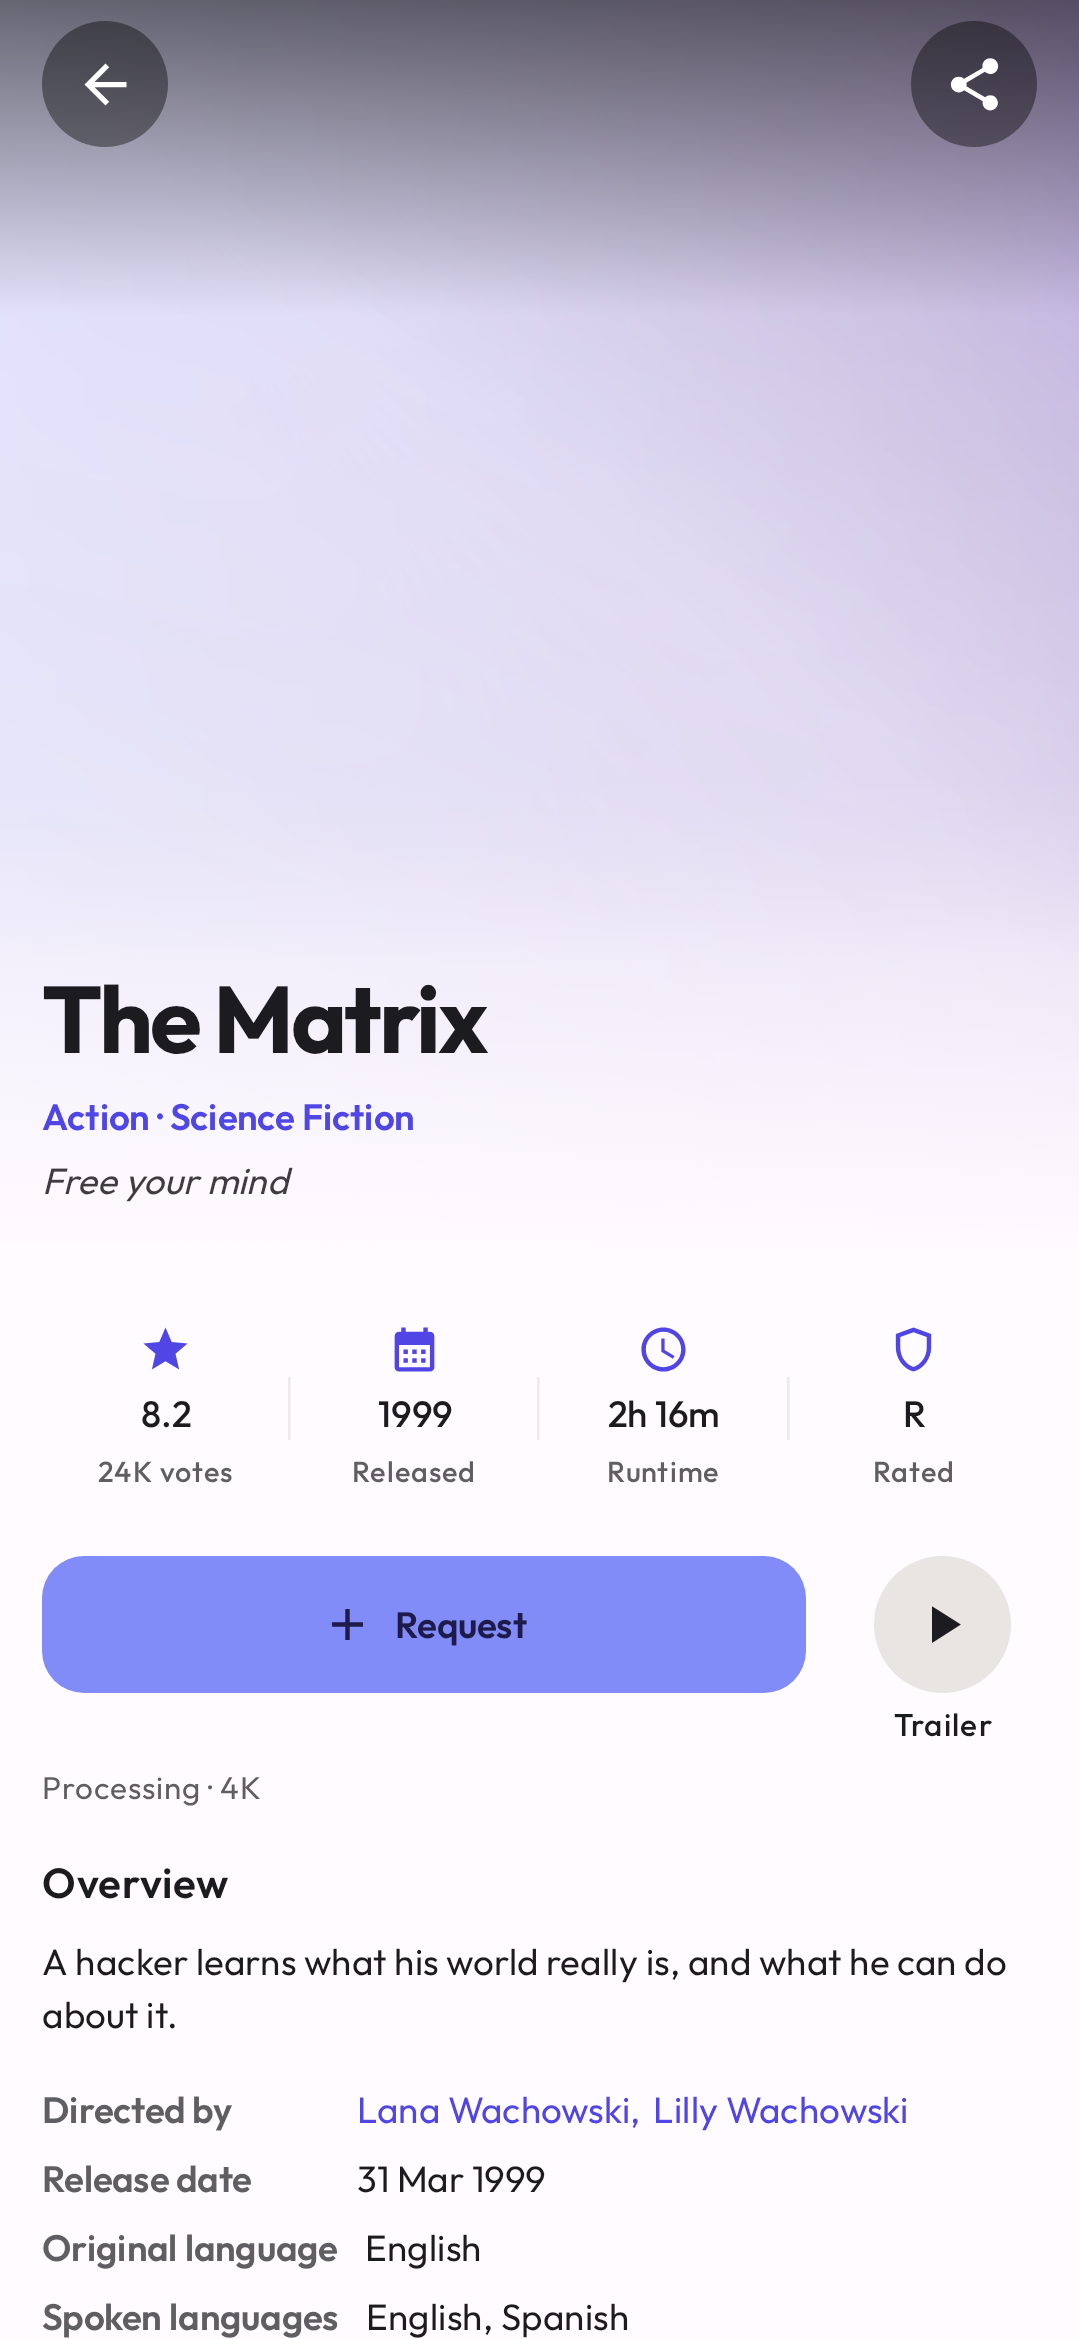 The Matrix
Action · Science Fiction
Free your mind
8.2 1999 2h 16m R
24K votes Released Runtime Rated
Request
Trailer
Processing · 4K
Overview
A hacker learns what his world really is, and what he can do
about it.
Directed by Lana Wachowski, Lilly Wachowski
Release date 31 Mar 1999
Original language English
Spoken languages English, Spanish